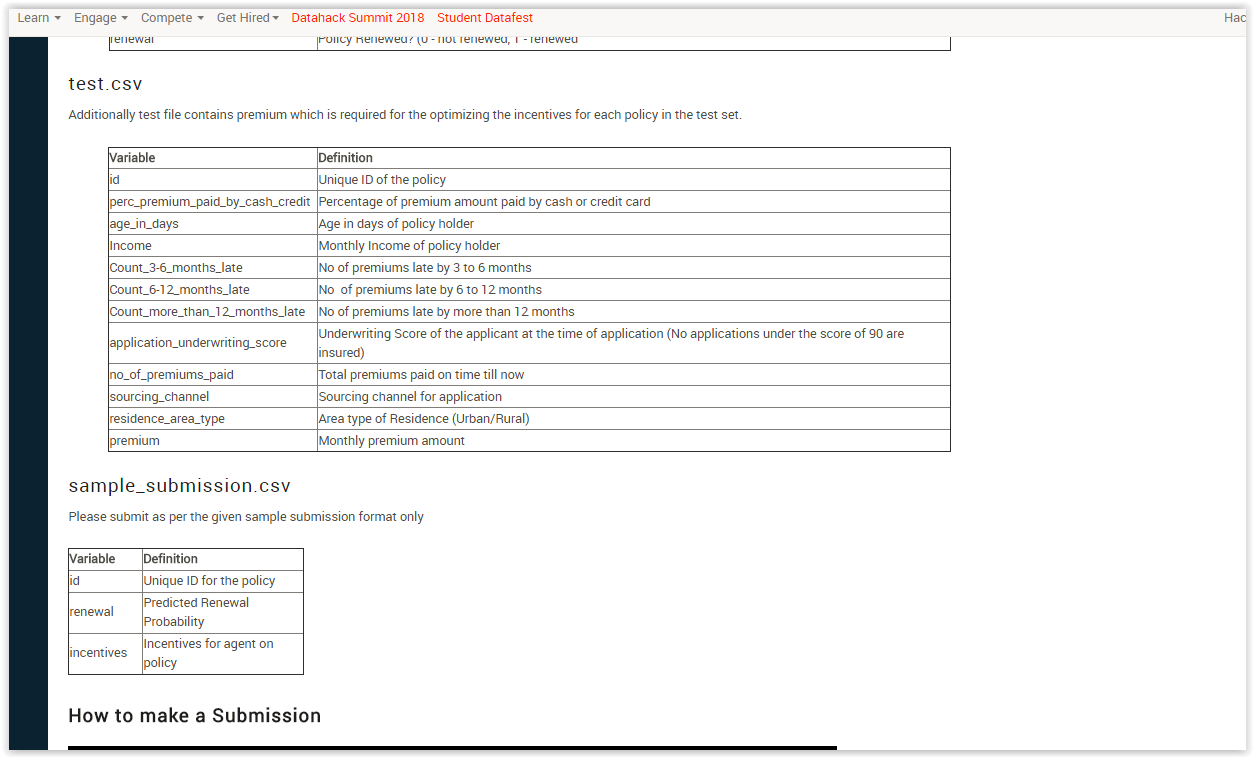 Learn Engage Compete Get Hired Datahack Summit 2018 Student Datafest Hac
renewal Policy Renewed? (0 - not renewed, 1 - renewed
test.csv
Additionally test file contains premium which is required for the optimizing the incentives for each policy in the test set.
Variable Definition
id Unique ID of the policy
perc_premium_paid_by_cash_credit Percentage of premium amount paid by cash or credit card
age_in_days Age in days of policy holder
Income Monthly Income of policy holder
Count_3-6_months_late No of premiums late by 3 to 6 months
Count_6-12_months_late No of premiums late by 6 to 12 months
Count_more_than_12_months_late No of premiums late by more than 12 months
application_underwriting_score Underwriting Score of the applicant at the time of application (No applications under the score of 90 are
insured)
no_of_premiums_paid Total premiums paid on time till now
sourcing_channel Sourcing channel for application
residence_area_type Area type of Residence (Urban/Rural)
premium Monthly premium amount
sample_submission.csv
Please submit as per the given sample submission format only
Variable Definition
id Unique ID for the policy
renewal Predicted Renewal
Probability
incentives Incentives for agent on
policy
How to make a Submission